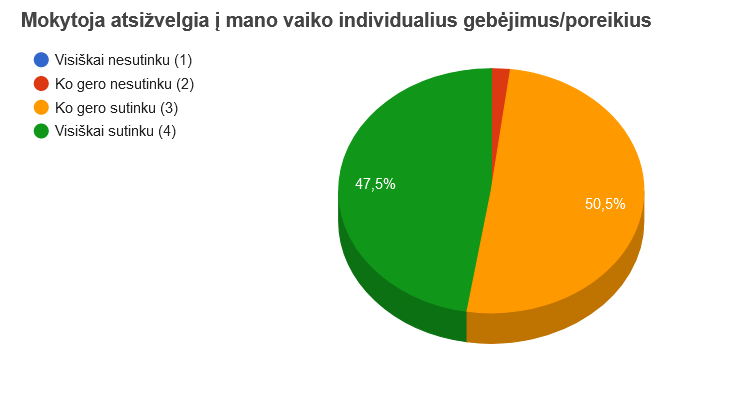 Mokytoja atsižvelgia į mano vaiko individualius gebėjimus/poreikius
Visiškai nesutinku (1)
Ko gero nesutinku (2)
Ko gero sutinku (3)
Visiškai sutinku (4)
47,5%
50,5%